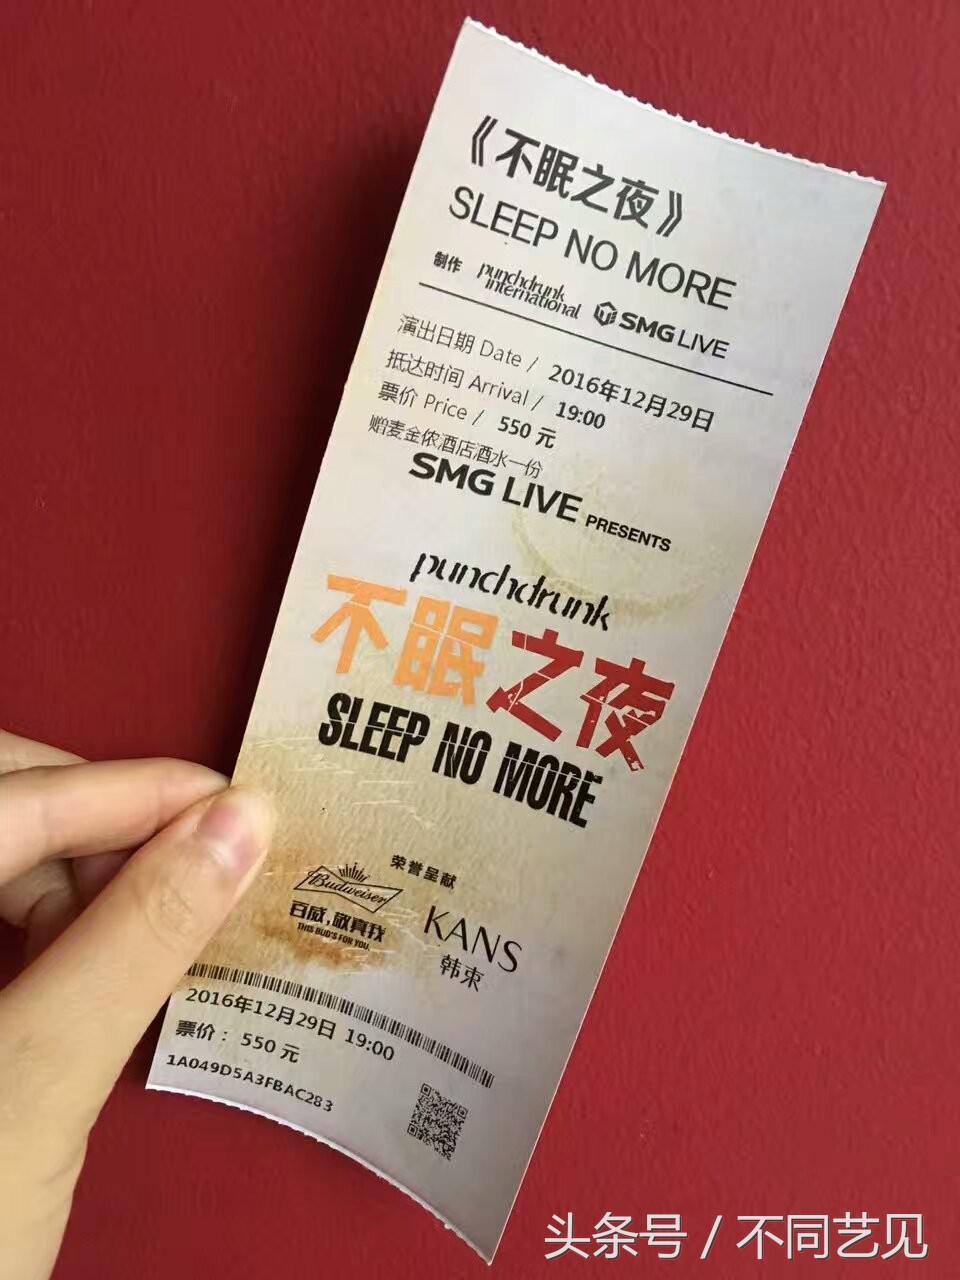 《不眠之夜》
SLEEP NO MORE
制作 punchdrunk international SMG LIVE
演出日期 Date / 2016年12月29日
抵达时间 Arrival / 19:00
票价 Price / 550 元
赠麦金侬酒店酒水一份
SMG LIVE PRESENTS
punchdrunk
不眠之夜
SLEEP NO MORE
荣誉呈献
Budweiser
百威,敬真我
THIS BUD'S FOR YOU.
KANS
韩束
2016年12月29日 19:00
票价： 550 元
1A049D5A3FBAC283
头条号 / 不同艺见